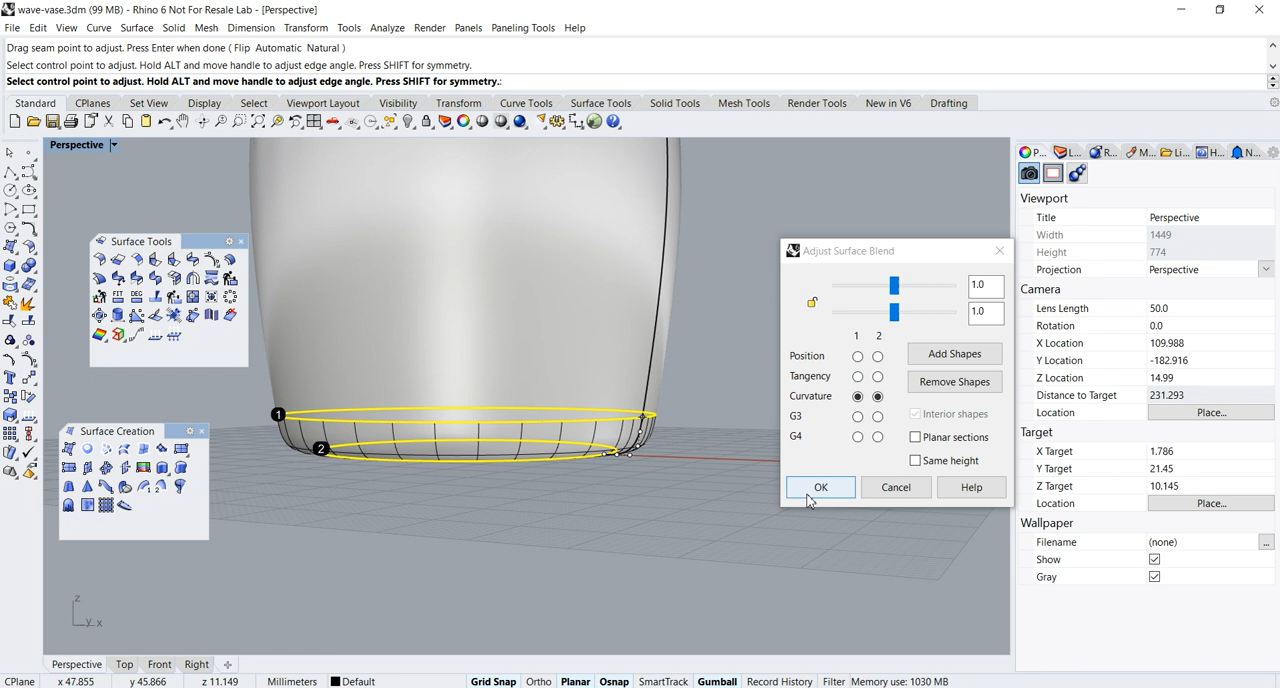 wave-vase.3dm (99 MB) - Rhino 6 Not For Resale Lab - [Perspective]
File Edit View Curve Surface Solid Mesh Dimension Transform Tools Analyze Render Panels Paneling Tools Help
Drag seam point to adjust. Press Enter when done ( Flip Automatic Natural )
Select control point to adjust. Hold ALT and move handle to adjust edge angle. Press SHIFT for symmetry.
Select control point to adjust. Hold ALT and move handle to adjust edge angle. Press SHIFT for symmetry.:
Standard CPlanes Set View Display Select Viewport Layout Visibility Transform Curve Tools Surface Tools Solid Tools Mesh Tools Render Tools New in V6 Drafting
Perspective
P... L... R... M... Li... H... N...
Viewport
Title Perspective
Width 1449
Height 774
Projection Perspective
Camera
Lens Length 50.0
Rotation 0.0
X Location 109.988
Y Location -182.916
Z Location 14.99
Distance to Target 231.293
Location Place...
Target
X Target 1.786
Y Target 21.45
Z Target 10.145
Location Place...
Wallpaper
Filename (none) ...
Show
Gray
Surface Tools
Surface Creation
1
2
Adjust Surface Blend
1.0
1.0
1 2
Position
Tangency
Curvature
G3
G4
Add Shapes
Remove Shapes
Interior shapes
Planar sections
Same height
OK Cancel Help
z
y x
Perspective Top Front Right
CPlane x 47.855 y 45.866 z 11.149 Millimeters Default Grid Snap Ortho Planar Osnap SmartTrack Gumball Record History Filter Memory use: 1030 MB